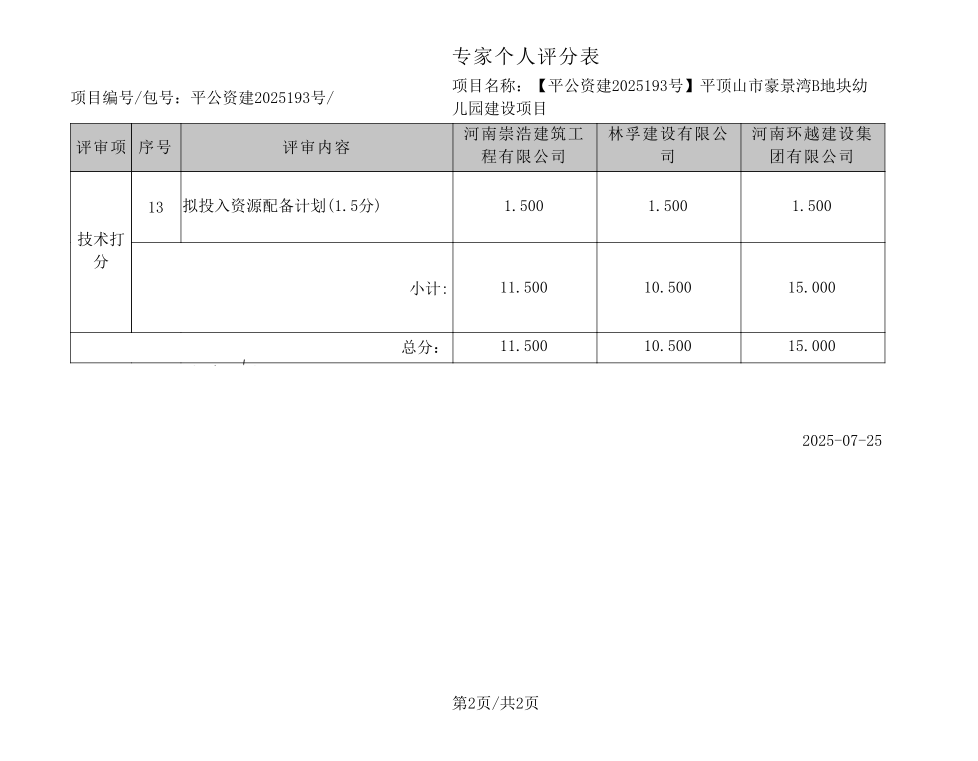 专家个人评分表
项目编号/包号：平公资建2025193号/
项目名称：【平公资建2025193号】平顶山市豪景湾B地块幼
儿园建设项目
评审项 序号 评审内容 河南崇浩建筑工 林孚建设有限公 河南环越建设集
程有限公司 司 团有限公司
13 拟投入资源配备计划(1.5分) 1.500 1.500 1.500
技术打
分
小计: 11.500 10.500 15.000
总分： 11.500 10.500 15.000
2025-07-25
第2页/共2页